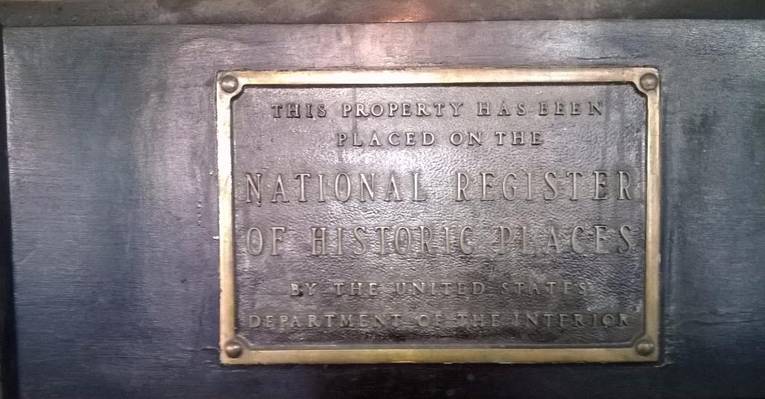 THIS PROPERTY HAS BEEN
PLACED ON THE
NATIONAL REGISTER
OF HISTORIC PLACES
BY THE UNITED STATES
DEPARTMENT OF THE INTERIOR